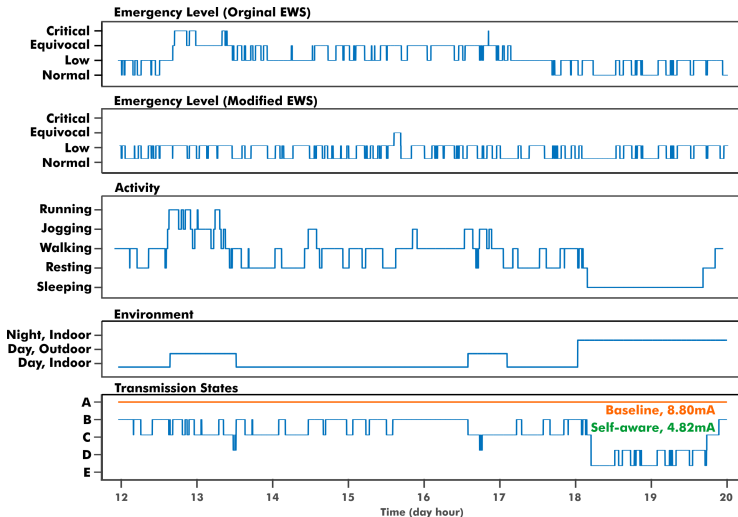 Emergency Level (Orginal EWS)
Critical
Equivocal
Low
Normal
Emergency Level (Modified EWS)
Critical
Equivocal
Low
Normal
Activity
Running
Jogging
Walking
Resting
Sleeping
Environment
Night, Indoor
Day, Outdoor
Day, Indoor
Transmission States
A
Baseline, 8.80mA
B
Self-aware, 4.82mA
C
D
E
12 13 14 15 16 17 18 19 20
Time (day hour)